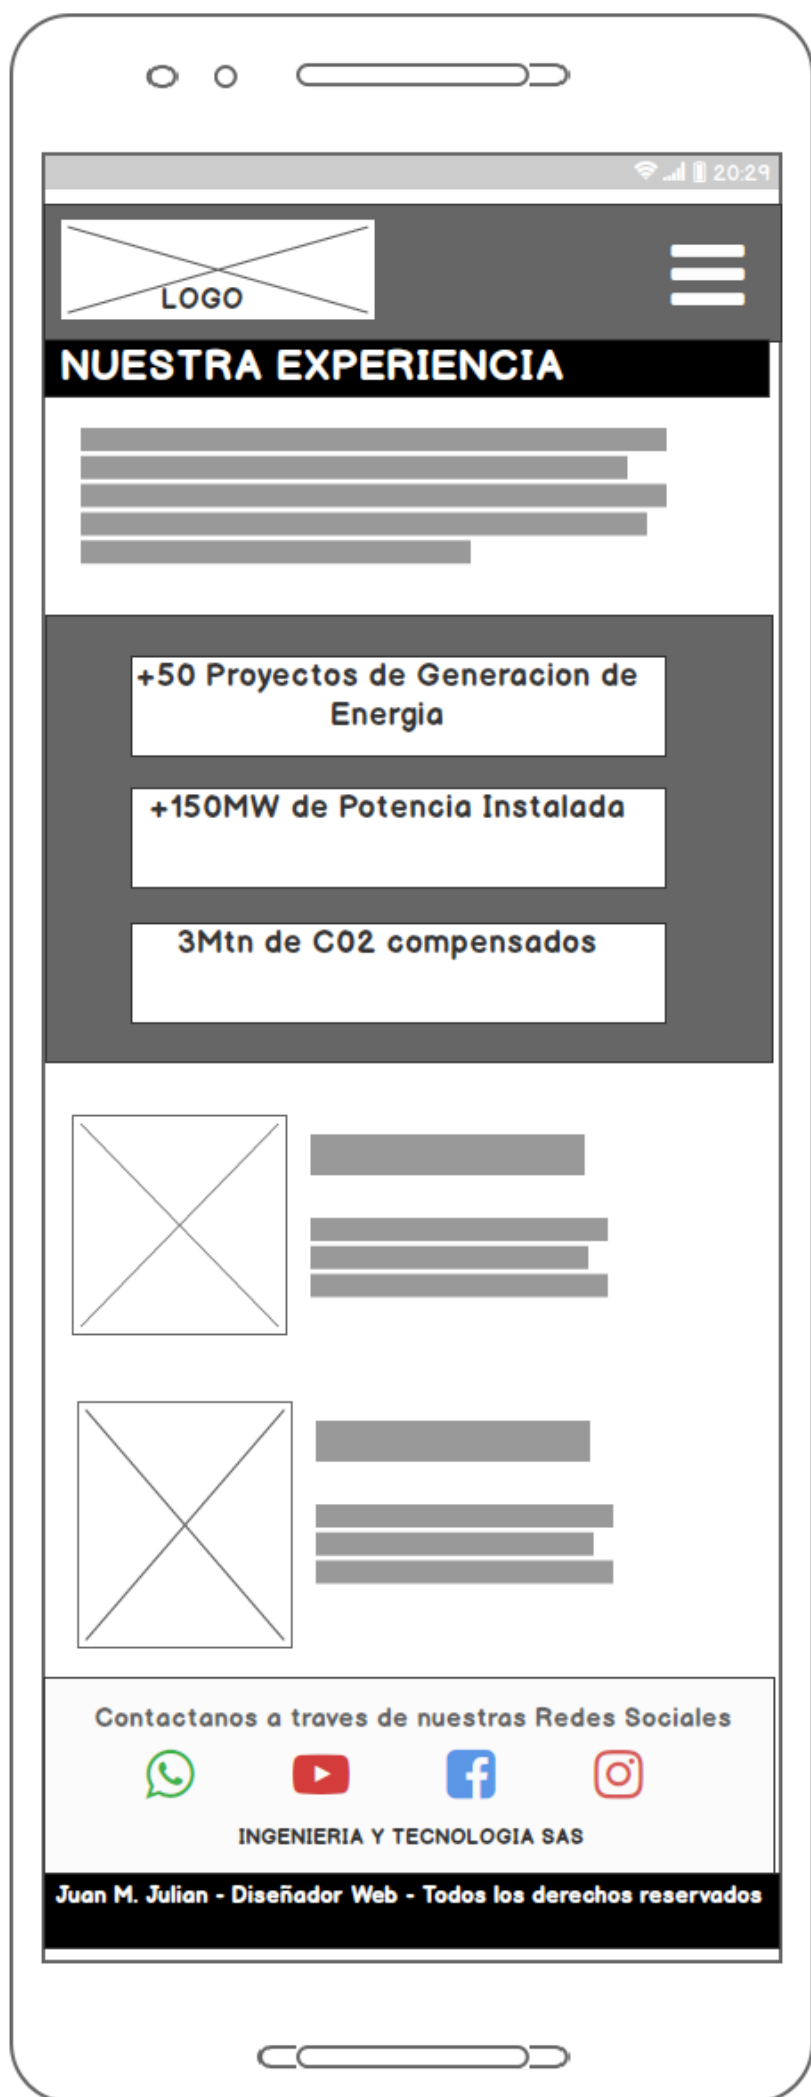 20:29
LOGO
NUESTRA EXPERIENCIA
+50 Proyectos de Generacion de
Energia
+150MW de Potencia Instalada
3Mtn de C02 compensados
Contactanos a traves de nuestras Redes Sociales
INGENIERIA Y TECNOLOGIA SAS
Juan M. Julian - Diseñador Web - Todos los derechos reservados